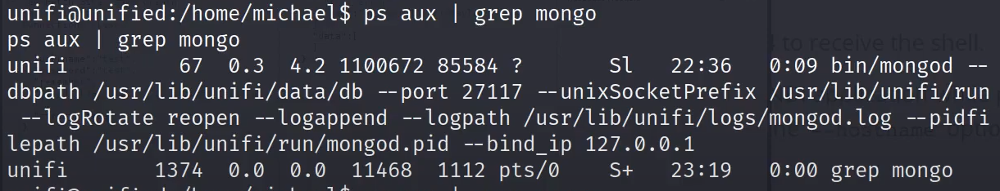 unifi@unified:/home/michael$ ps aux | grep mongo
ps aux | grep mongo
unifi         67  0.3  4.2 1100672 85584 ?       Sl   22:36   0:09 bin/mongod --
dbpath /usr/lib/unifi/data/db --port 27117 --unixSocketPrefix /usr/lib/unifi/run
 --logRotate reopen --logappend --logpath /usr/lib/unifi/logs/mongod.log --pidfi
lepath /usr/lib/unifi/run/mongod.pid --bind_ip 127.0.0.1
unifi       1374  0.0  0.0  11468  1112 pts/0    S+   23:19   0:00 grep mongo
to receive the shell.